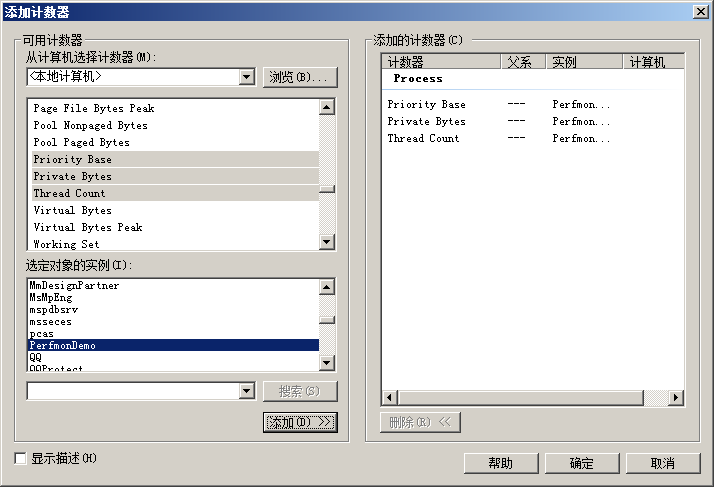 添加计数器
可用计数器
从计算机选择计数器(M):
<本地计算机>
浏览(B)...
Page File Bytes Peak
Pool Nonpaged Bytes
Pool Paged Bytes
Priority Base
Private Bytes
Thread Count
Virtual Bytes
Virtual Bytes Peak
Working Set
选定对象的实例(I):
MmDesignPartner
MsMpEng
mspdbsrv
msseces
pcas
PerfmonDemo
QQ
QQProtect
搜索(S)
添加(D) >>
显示描述(H)
添加的计数器(C)
计数器 父系 实例 计算机
Process
Priority Base --- Perfmon...
Private Bytes --- Perfmon...
Thread Count --- Perfmon...
删除(R) <<
帮助 确定 取消